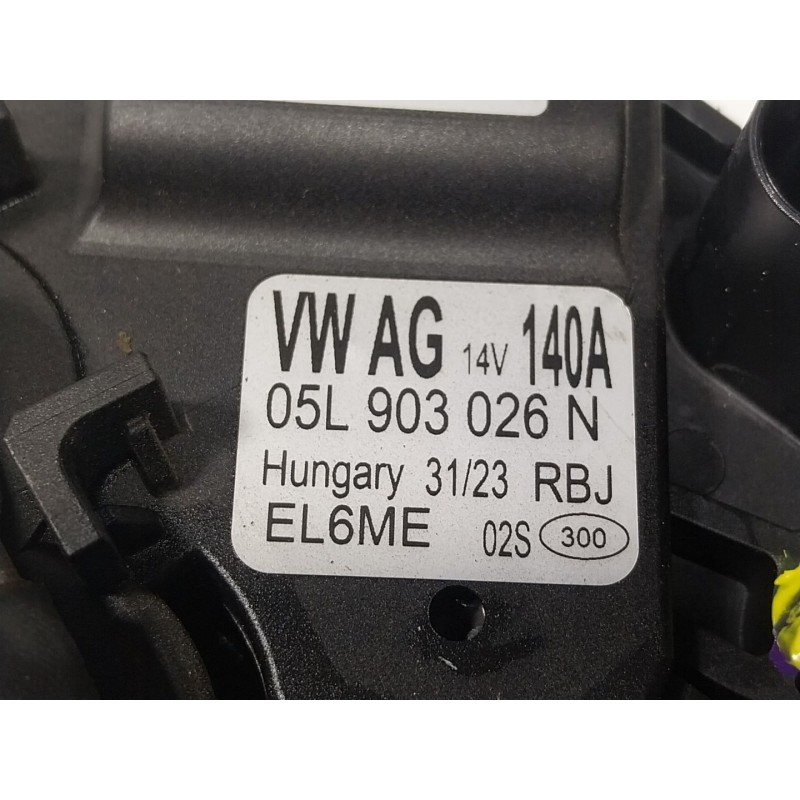 VW AG 14V 140A
05L 903 026 N
Hungary 31/23 RBJ
EL6ME 02S 300